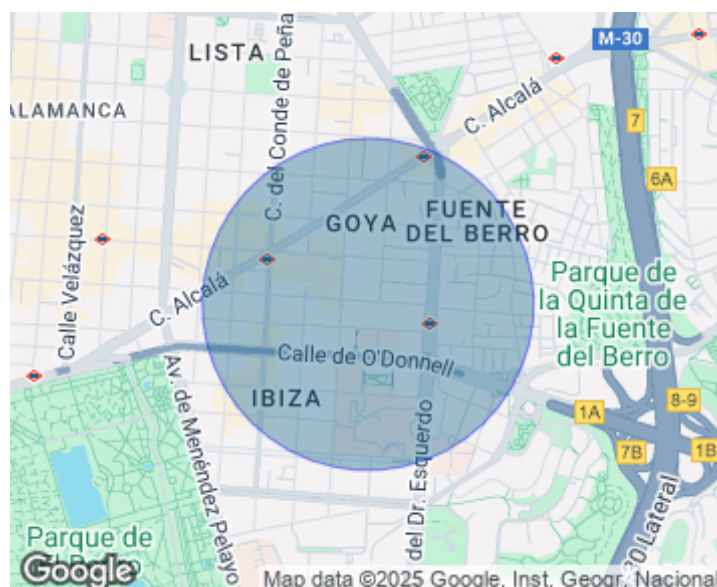 LISTA
M-30
ALAMANCA
C. del Conde de Peña
C. Alcalá
7
6A
GOYA
FUENTE
DEL BERRO
Calle Velázquez
C. Alcalá
Parque de
la Quinta de
la Fuente
del Berro
Calle de O'Donnell
IBIZA
Av. de Menéndez Pelayo
del Dr. Esquerdo
8-9
1A
7B
1B
30 Lateral
Parque de
Google
Map data ©2025 Google, Inst. Geogr. Nacional